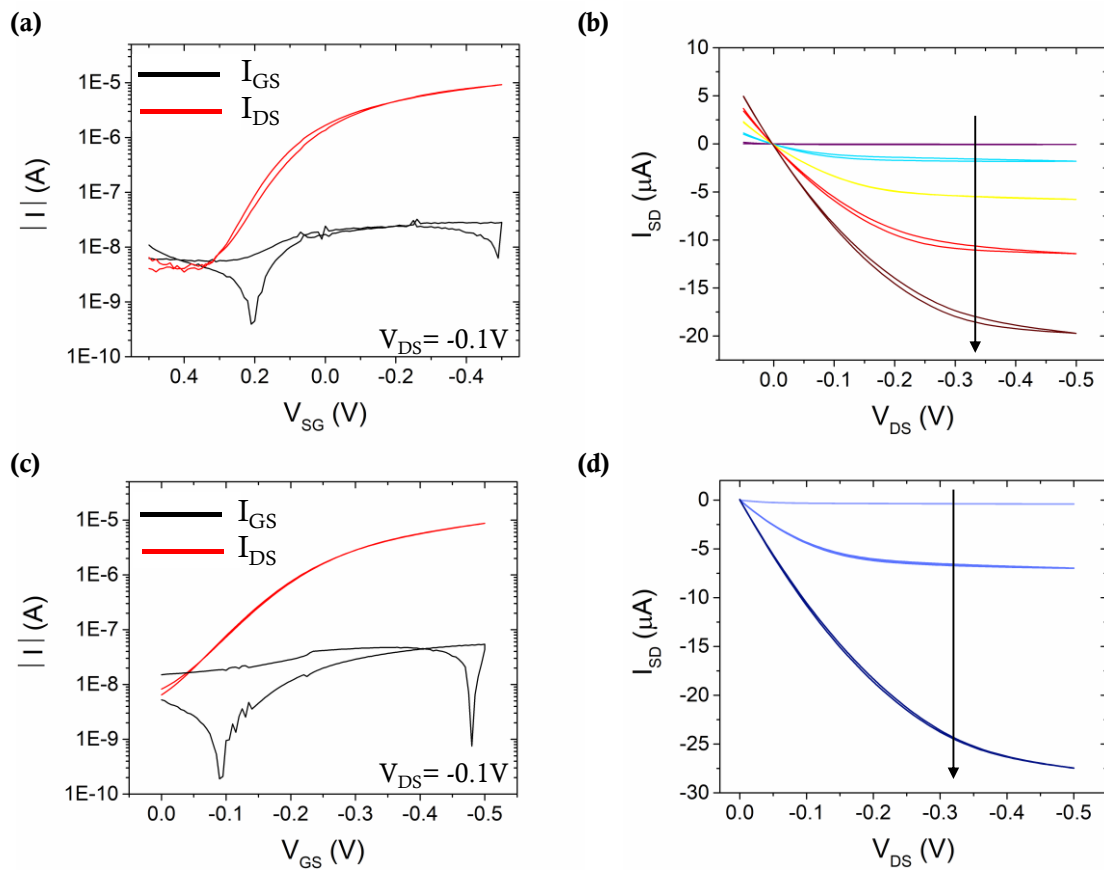 (a)
I_GS
I_DS
1E-5
1E-6
1E-7
1E-8
1E-9
1E-10
|I| (A)
V_DS= -0.1V
0.4 0.2 0.0 -0.2 -0.4
V_SG (V)
(b)
5
0
-5
-10
-15
-20
I_SD (µA)
0.0 -0.1 -0.2 -0.3 -0.4 -0.5
V_DS (V)
(c)
I_GS
I_DS
1E-5
1E-6
1E-7
1E-8
1E-9
1E-10
|I| (A)
V_DS= -0.1V
0.0 -0.1 -0.2 -0.3 -0.4 -0.5
V_GS (V)
(d)
0
-5
-10
-15
-20
-25
-30
I_SD (µA)
0.0 -0.1 -0.2 -0.3 -0.4 -0.5
V_DS (V)